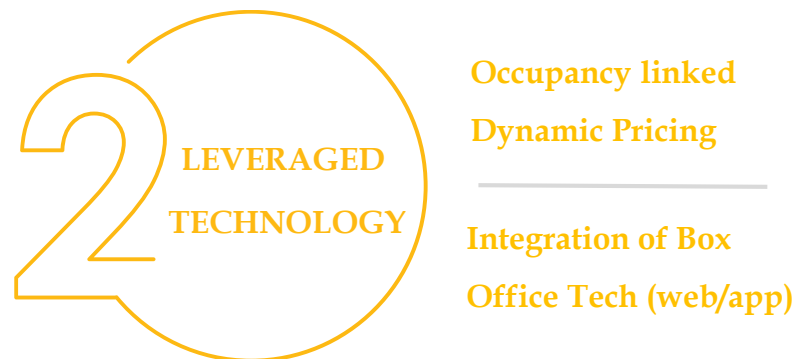 2
LEVERAGED
TECHNOLOGY
Occupancy linked
Dynamic Pricing
Integration of Box
Office Tech (web/app)